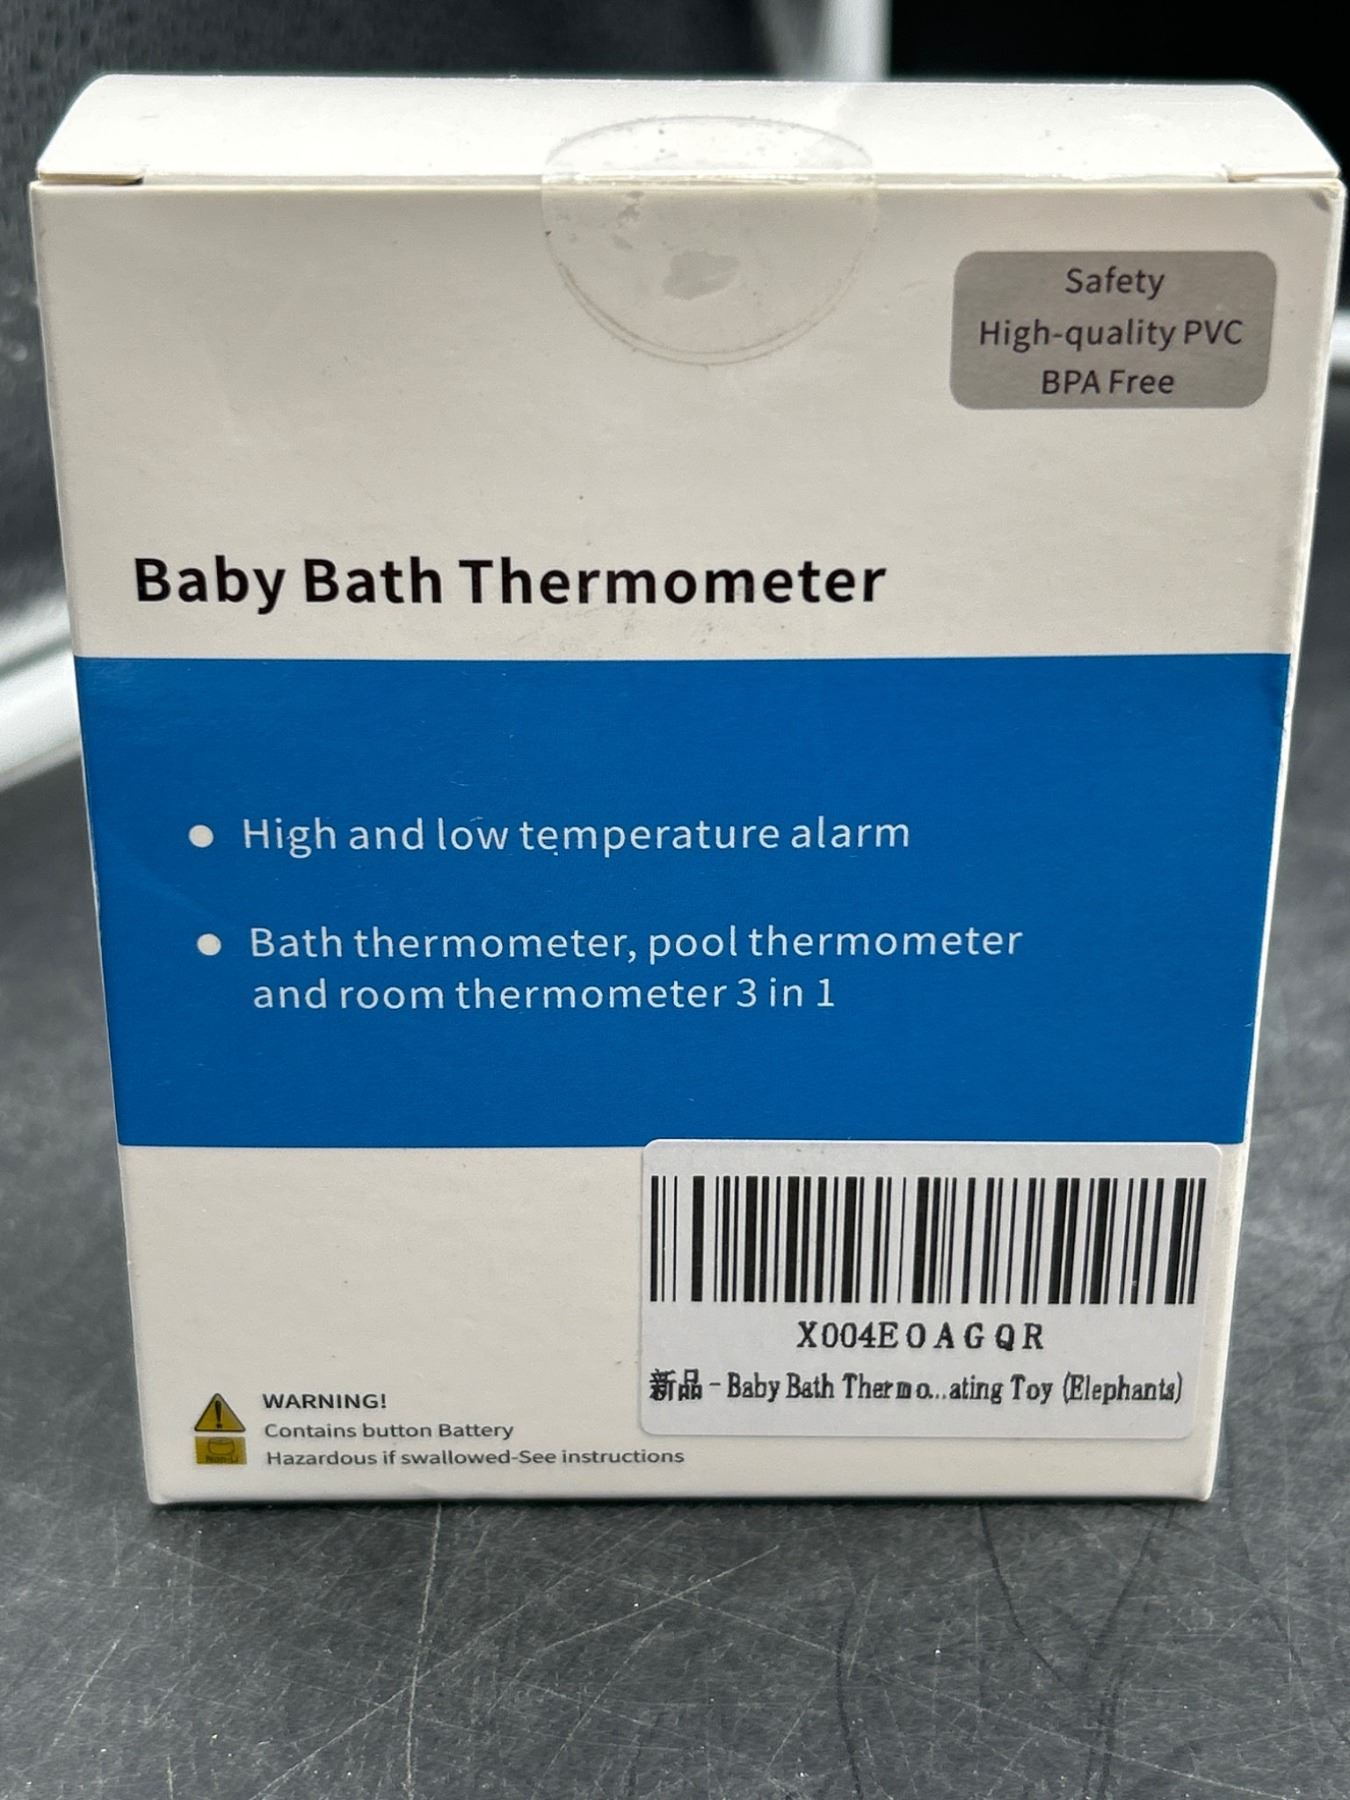 Safety
High-quality PVC
BPA Free
Baby Bath Thermometer
● High and low temperature alarm
● Bath thermometer, pool thermometer
and room thermometer 3 in 1
X004E0AGQR
新品 - Baby Bath Thermo...ating Toy (Elephants)
WARNING!
Contains button Battery
Hazardous if swallowed-See instructions